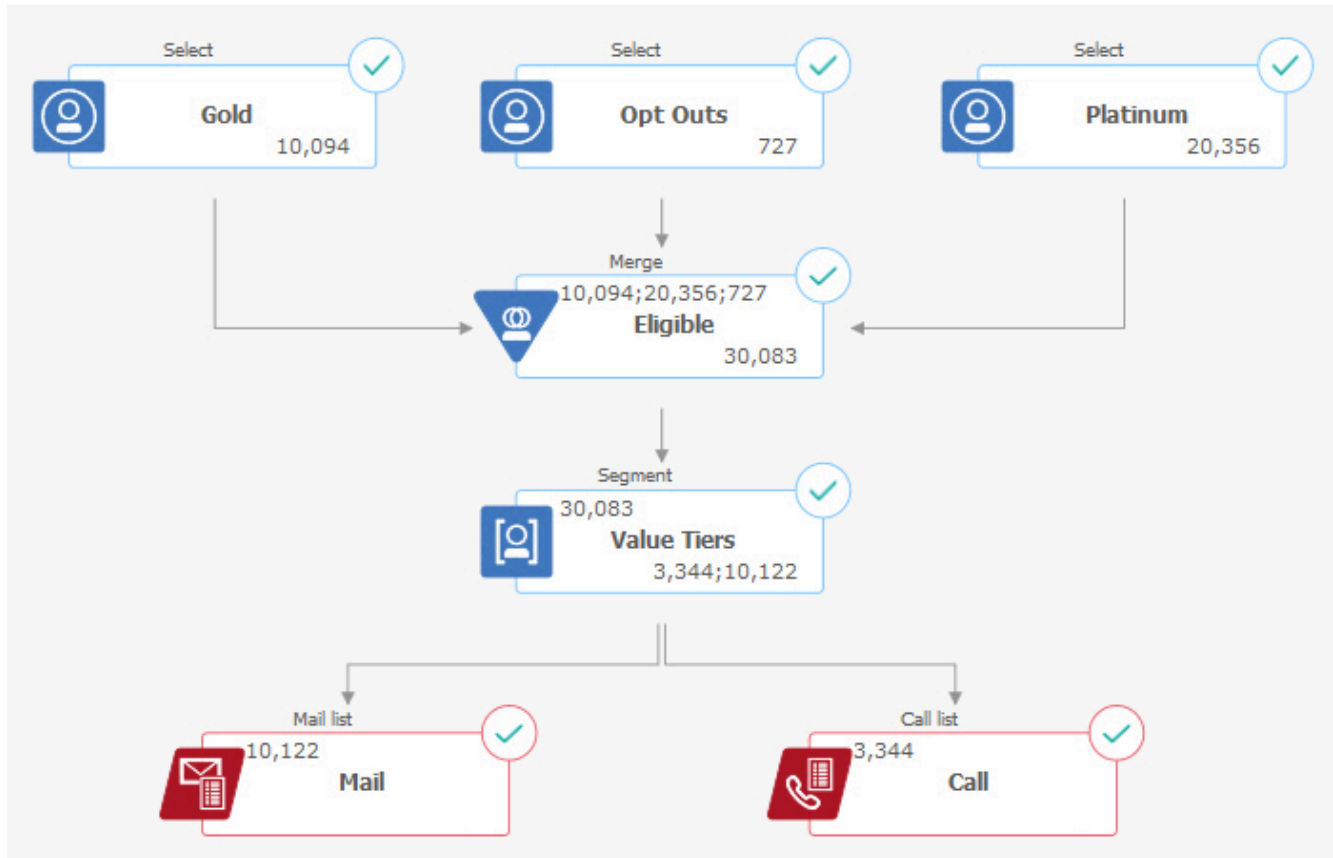 Select
Gold
10,094
Select
Opt Outs
727
Select
Platinum
20,356
Merge
10,094;20,356;727
Eligible
30,083
Segment
30,083
Value Tiers
3,344;10,122
Mail list
10,122
Mail
Call list
3,344
Call